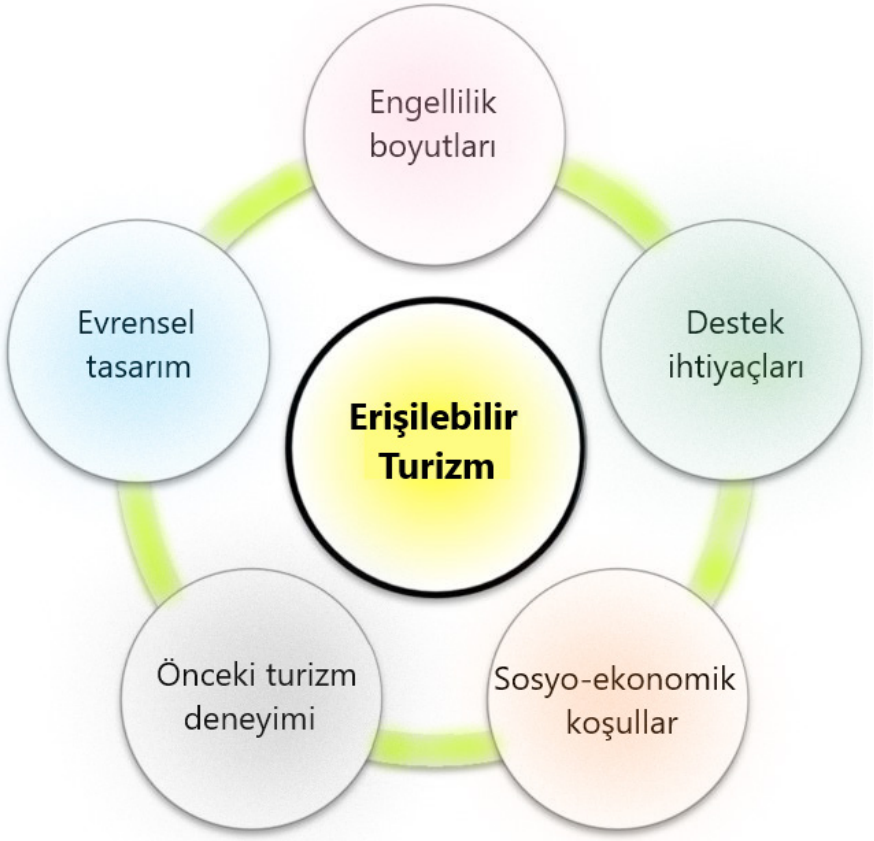 Engellilik
boyutları
Evrensel
tasarım
Destek
ihtiyaçları
Erişilebilir
Turizm
Önceki turizm
deneyimi
Sosyo-ekonomik
koşullar